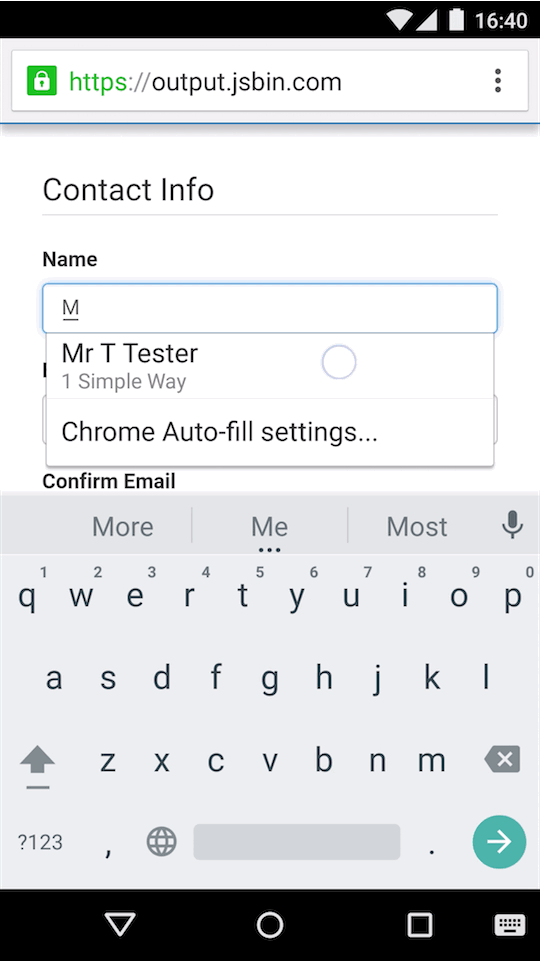 16:40
https://output.jsbin.com
Contact Info
Name
M
Mr T Tester
1 Simple Way
Chrome Auto-fill settings...
Confirm Email
More Me Most
1 2 3 4 5 6 7 8 9 0
q w e r t y u i o p
a s d f g h j k l
z x c v b n m
?123 , .